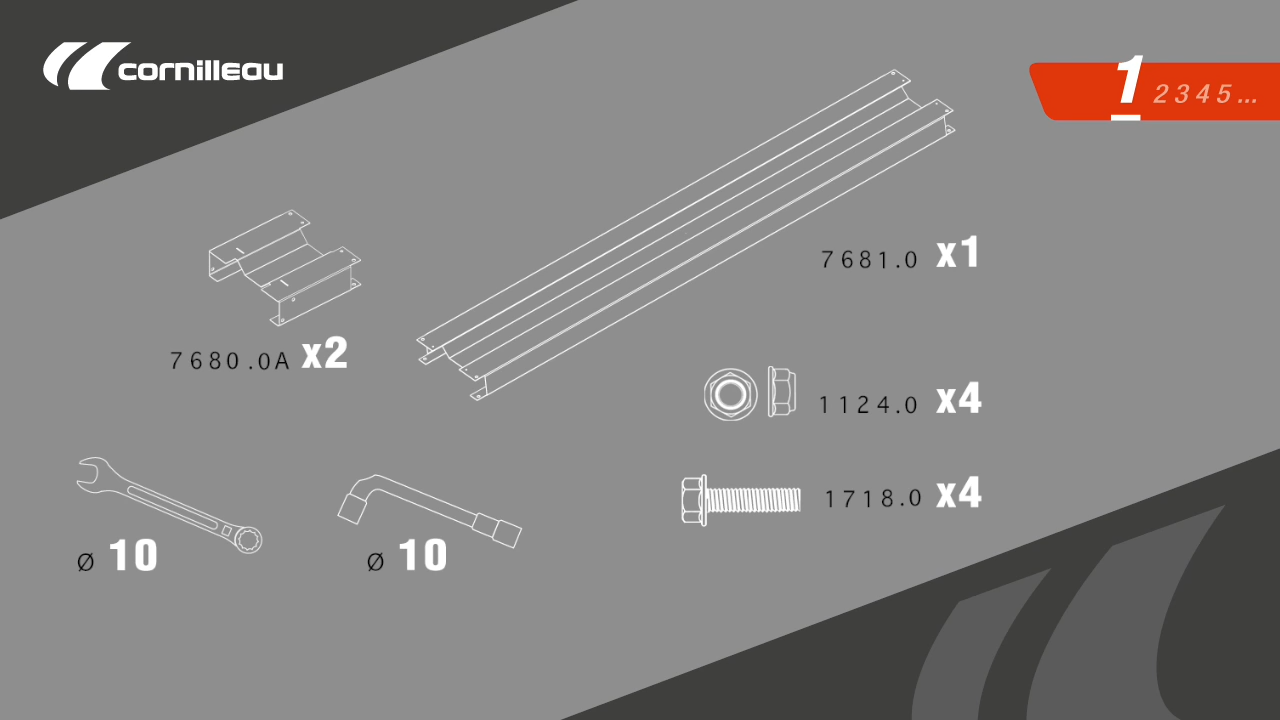 cornilleau
1 2 3 4 5 ...
7681.0 x1
7680.0A x2
1124.0 x4
1718.0 x4
Ø 10
Ø 10